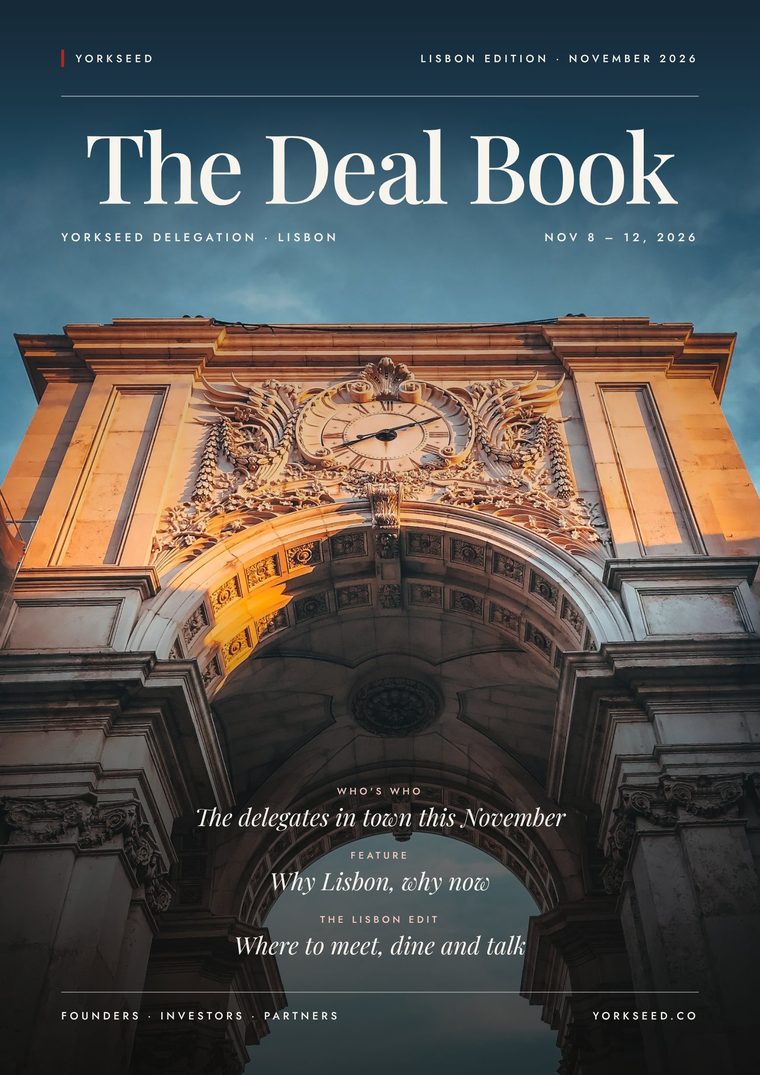 YORKSEED
LISBON EDITION · NOVEMBER 2026
The Deal Book
YORKSEED DELEGATION · LISBON
NOV 8 – 12, 2026
WHO'S WHO
The delegates in town this November
FEATURE
Why Lisbon, why now
THE LISBON EDIT
Where to meet, dine and talk
FOUNDERS · INVESTORS · PARTNERS
YORKSEED.CO